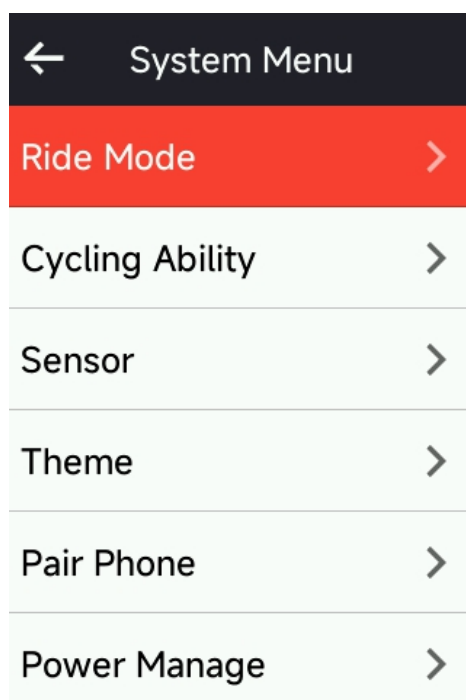 System Menu
Ride Mode
Cycling Ability
Sensor
Theme
Pair Phone
Power Manage